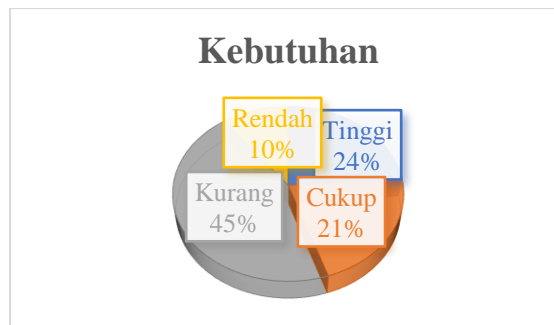 Kebutuhan
Rendah
10%
Tinggi
24%
Kurang
45%
Cukup
21%